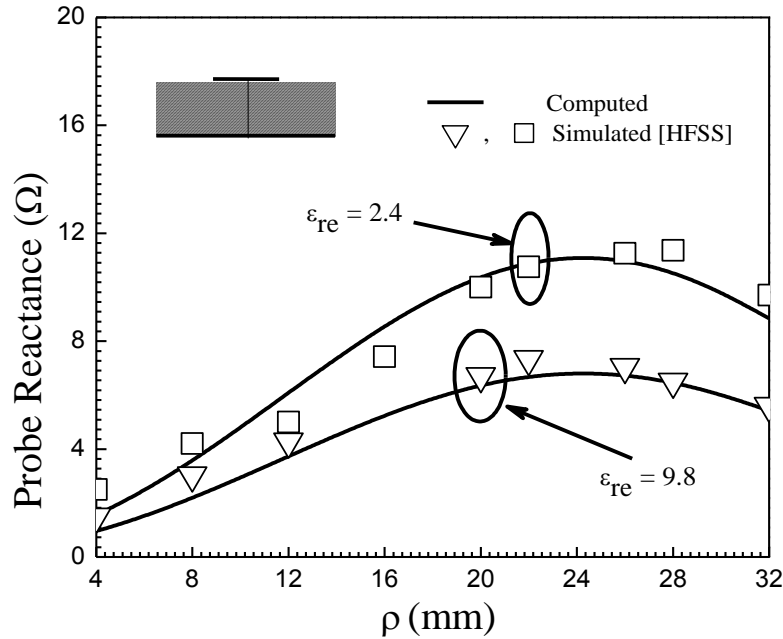 20
16
12
8
4
0
Probe Reactance (Ω)
Computed
, Simulated [HFSS]
εre = 2.4
εre = 9.8
4 8 12 16 20 24 28 32
ρ (mm)